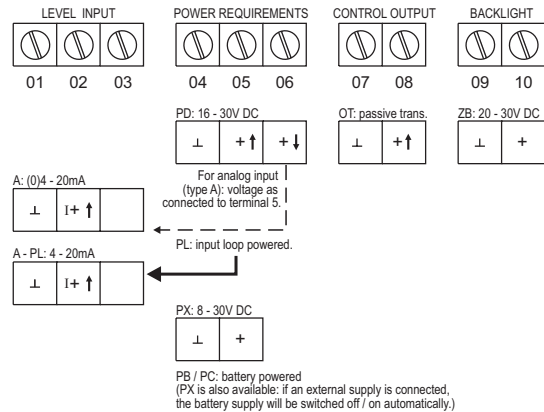 LEVEL INPUT
POWER REQUIREMENTS
CONTROL OUTPUT
BACKLIGHT
01 02 03
04 05 06
07 08
09 10
PD: 16 - 30V DC
OT: passive trans.
ZB: 20 - 30V DC
⊥ +↑ +↓
⊥ +↑
⊥ +
For analog input
(type A): voltage as
connected to terminal 5.
A: (0)4 - 20mA
⊥ I+ ↑
PL: input loop powered.
A - PL: 4 - 20mA
⊥ I+ ↑
PX: 8 - 30V DC
⊥ +
PB / PC: battery powered
(PX is also available: if an external supply is connected,
the battery supply will be switched off / on automatically.)